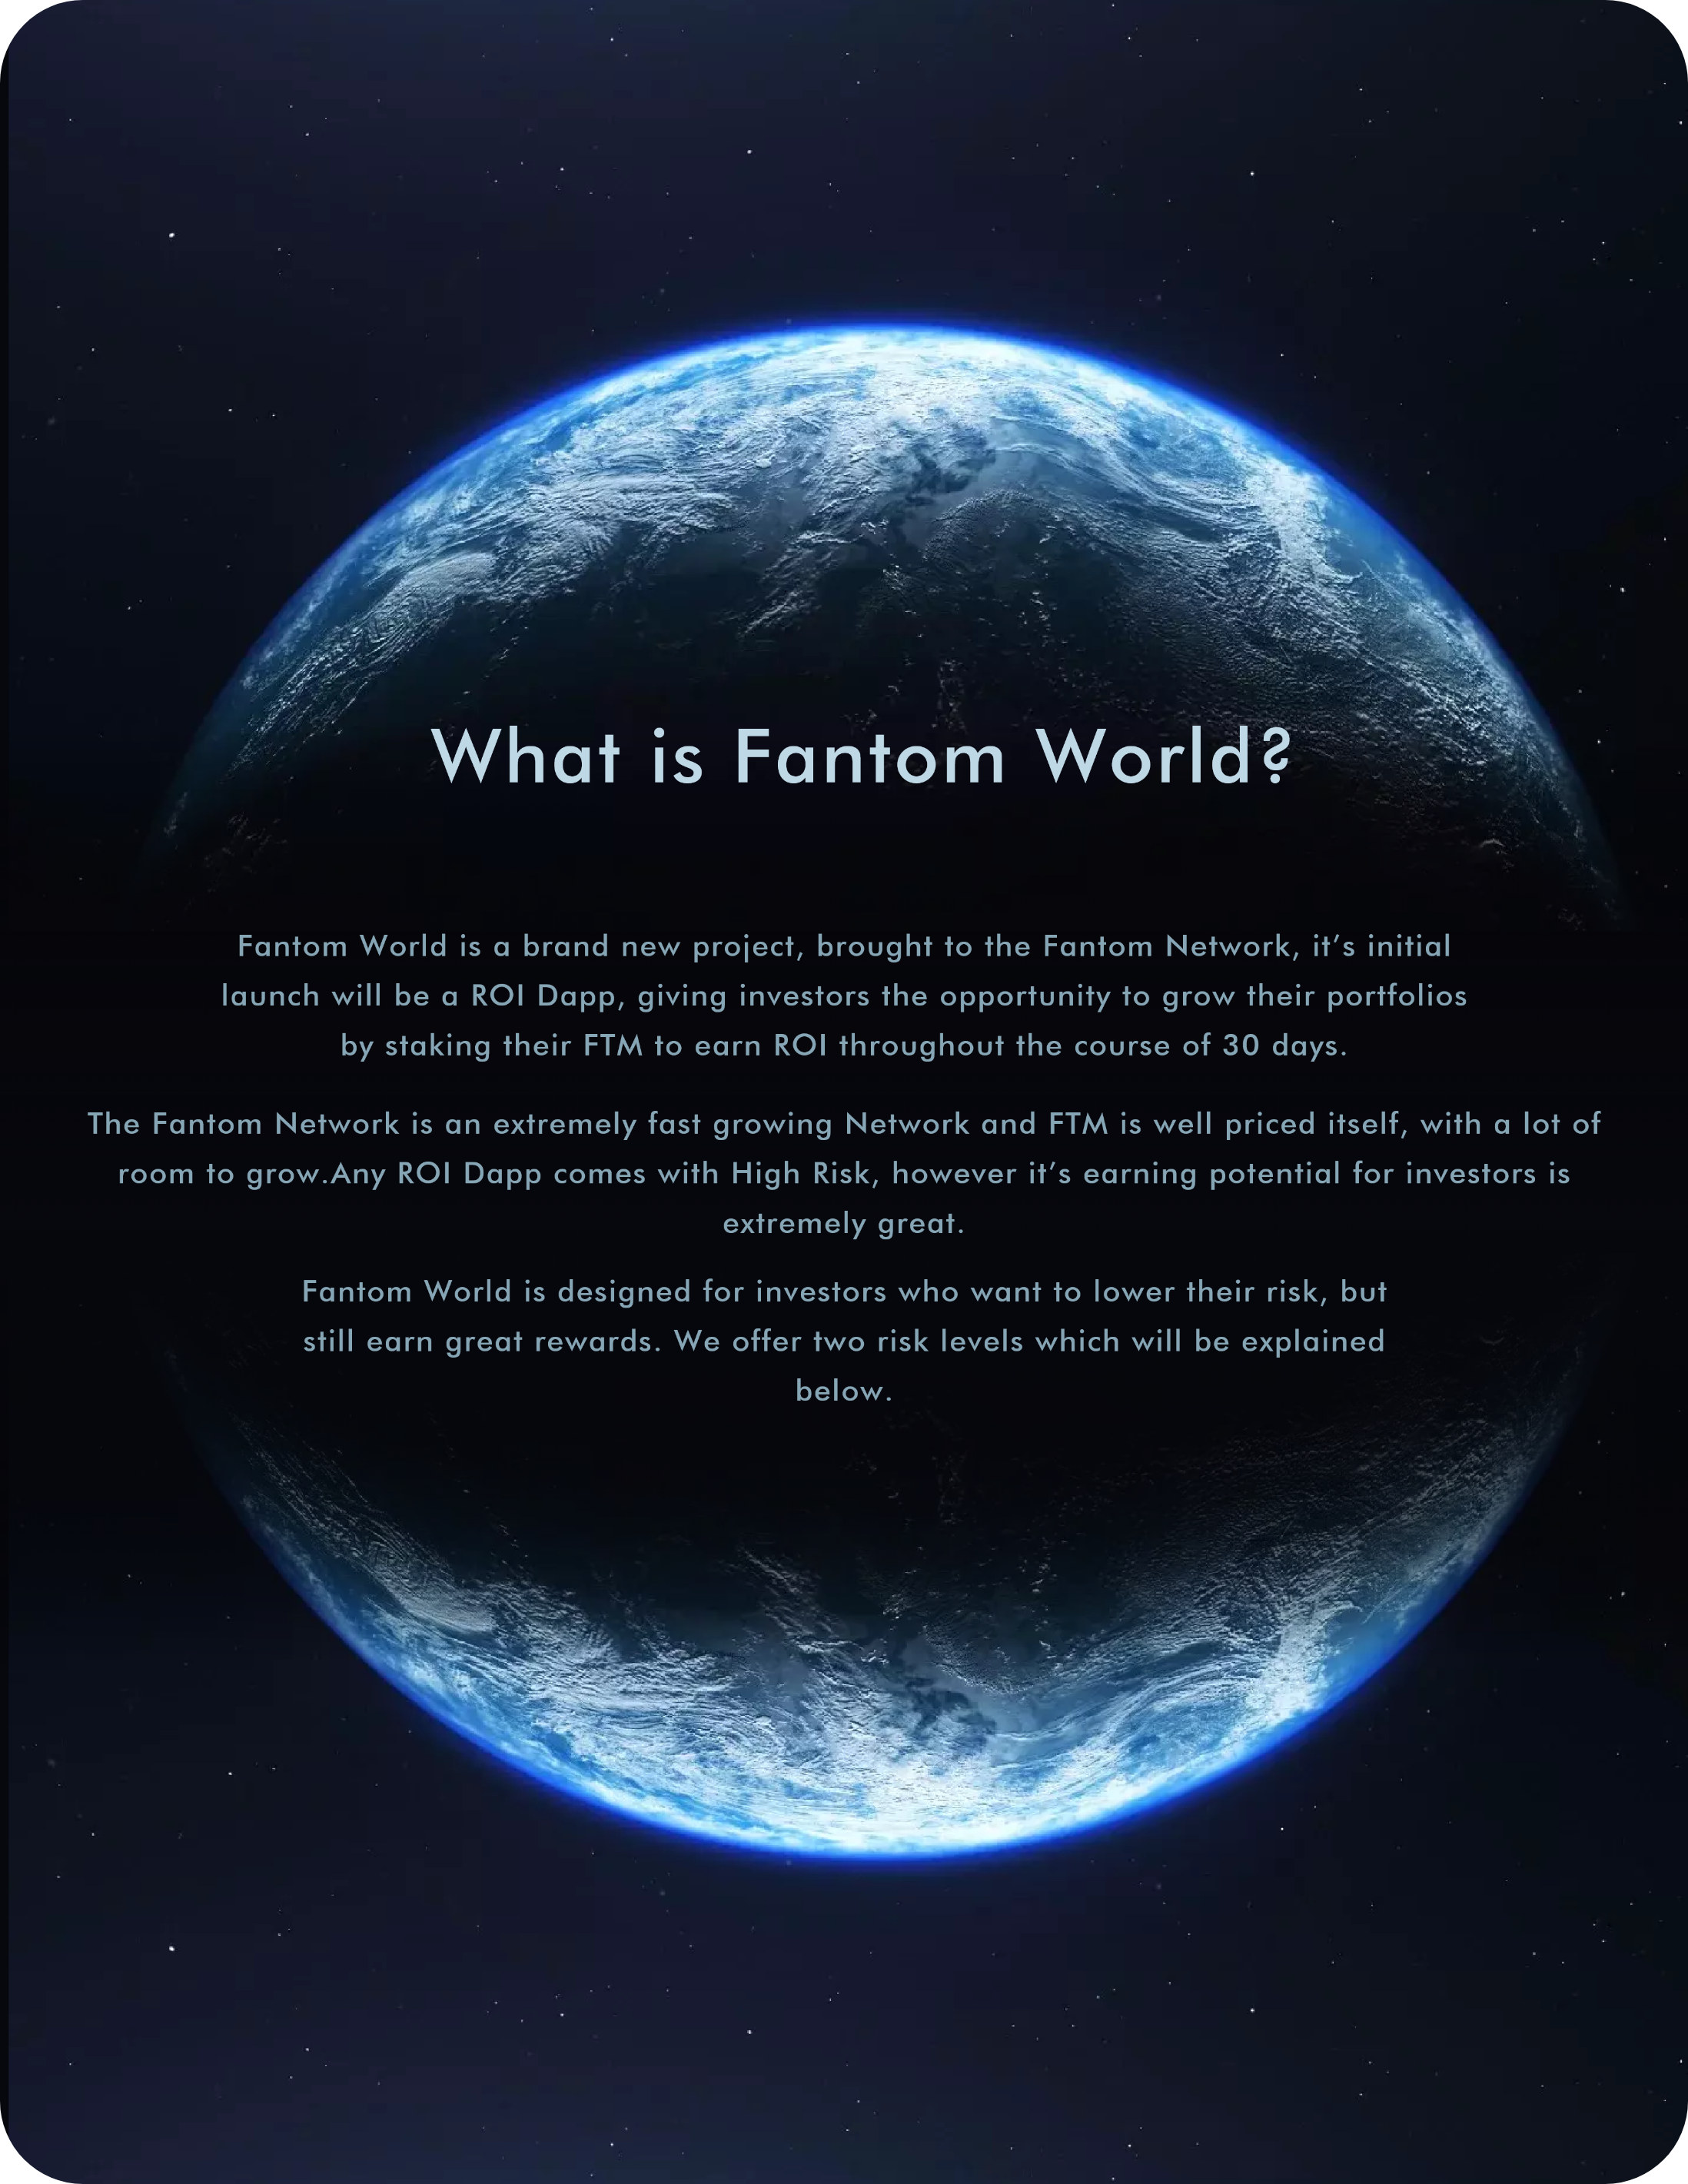 What is Fantom World?
Fantom World is a brand new project, brought to the Fantom Network, it’s initial
launch will be a ROI Dapp, giving investors the opportunity to grow their portfolios
by staking their FTM to earn ROI throughout the course of 30 days.
The Fantom Network is an extremely fast growing Network and FTM is well priced itself, with a lot of
room to grow.Any ROI Dapp comes with High Risk, however it’s earning potential for investors is
extremely great.
Fantom World is designed for investors who want to lower their risk, but
still earn great rewards. We offer two risk levels which will be explained
below.